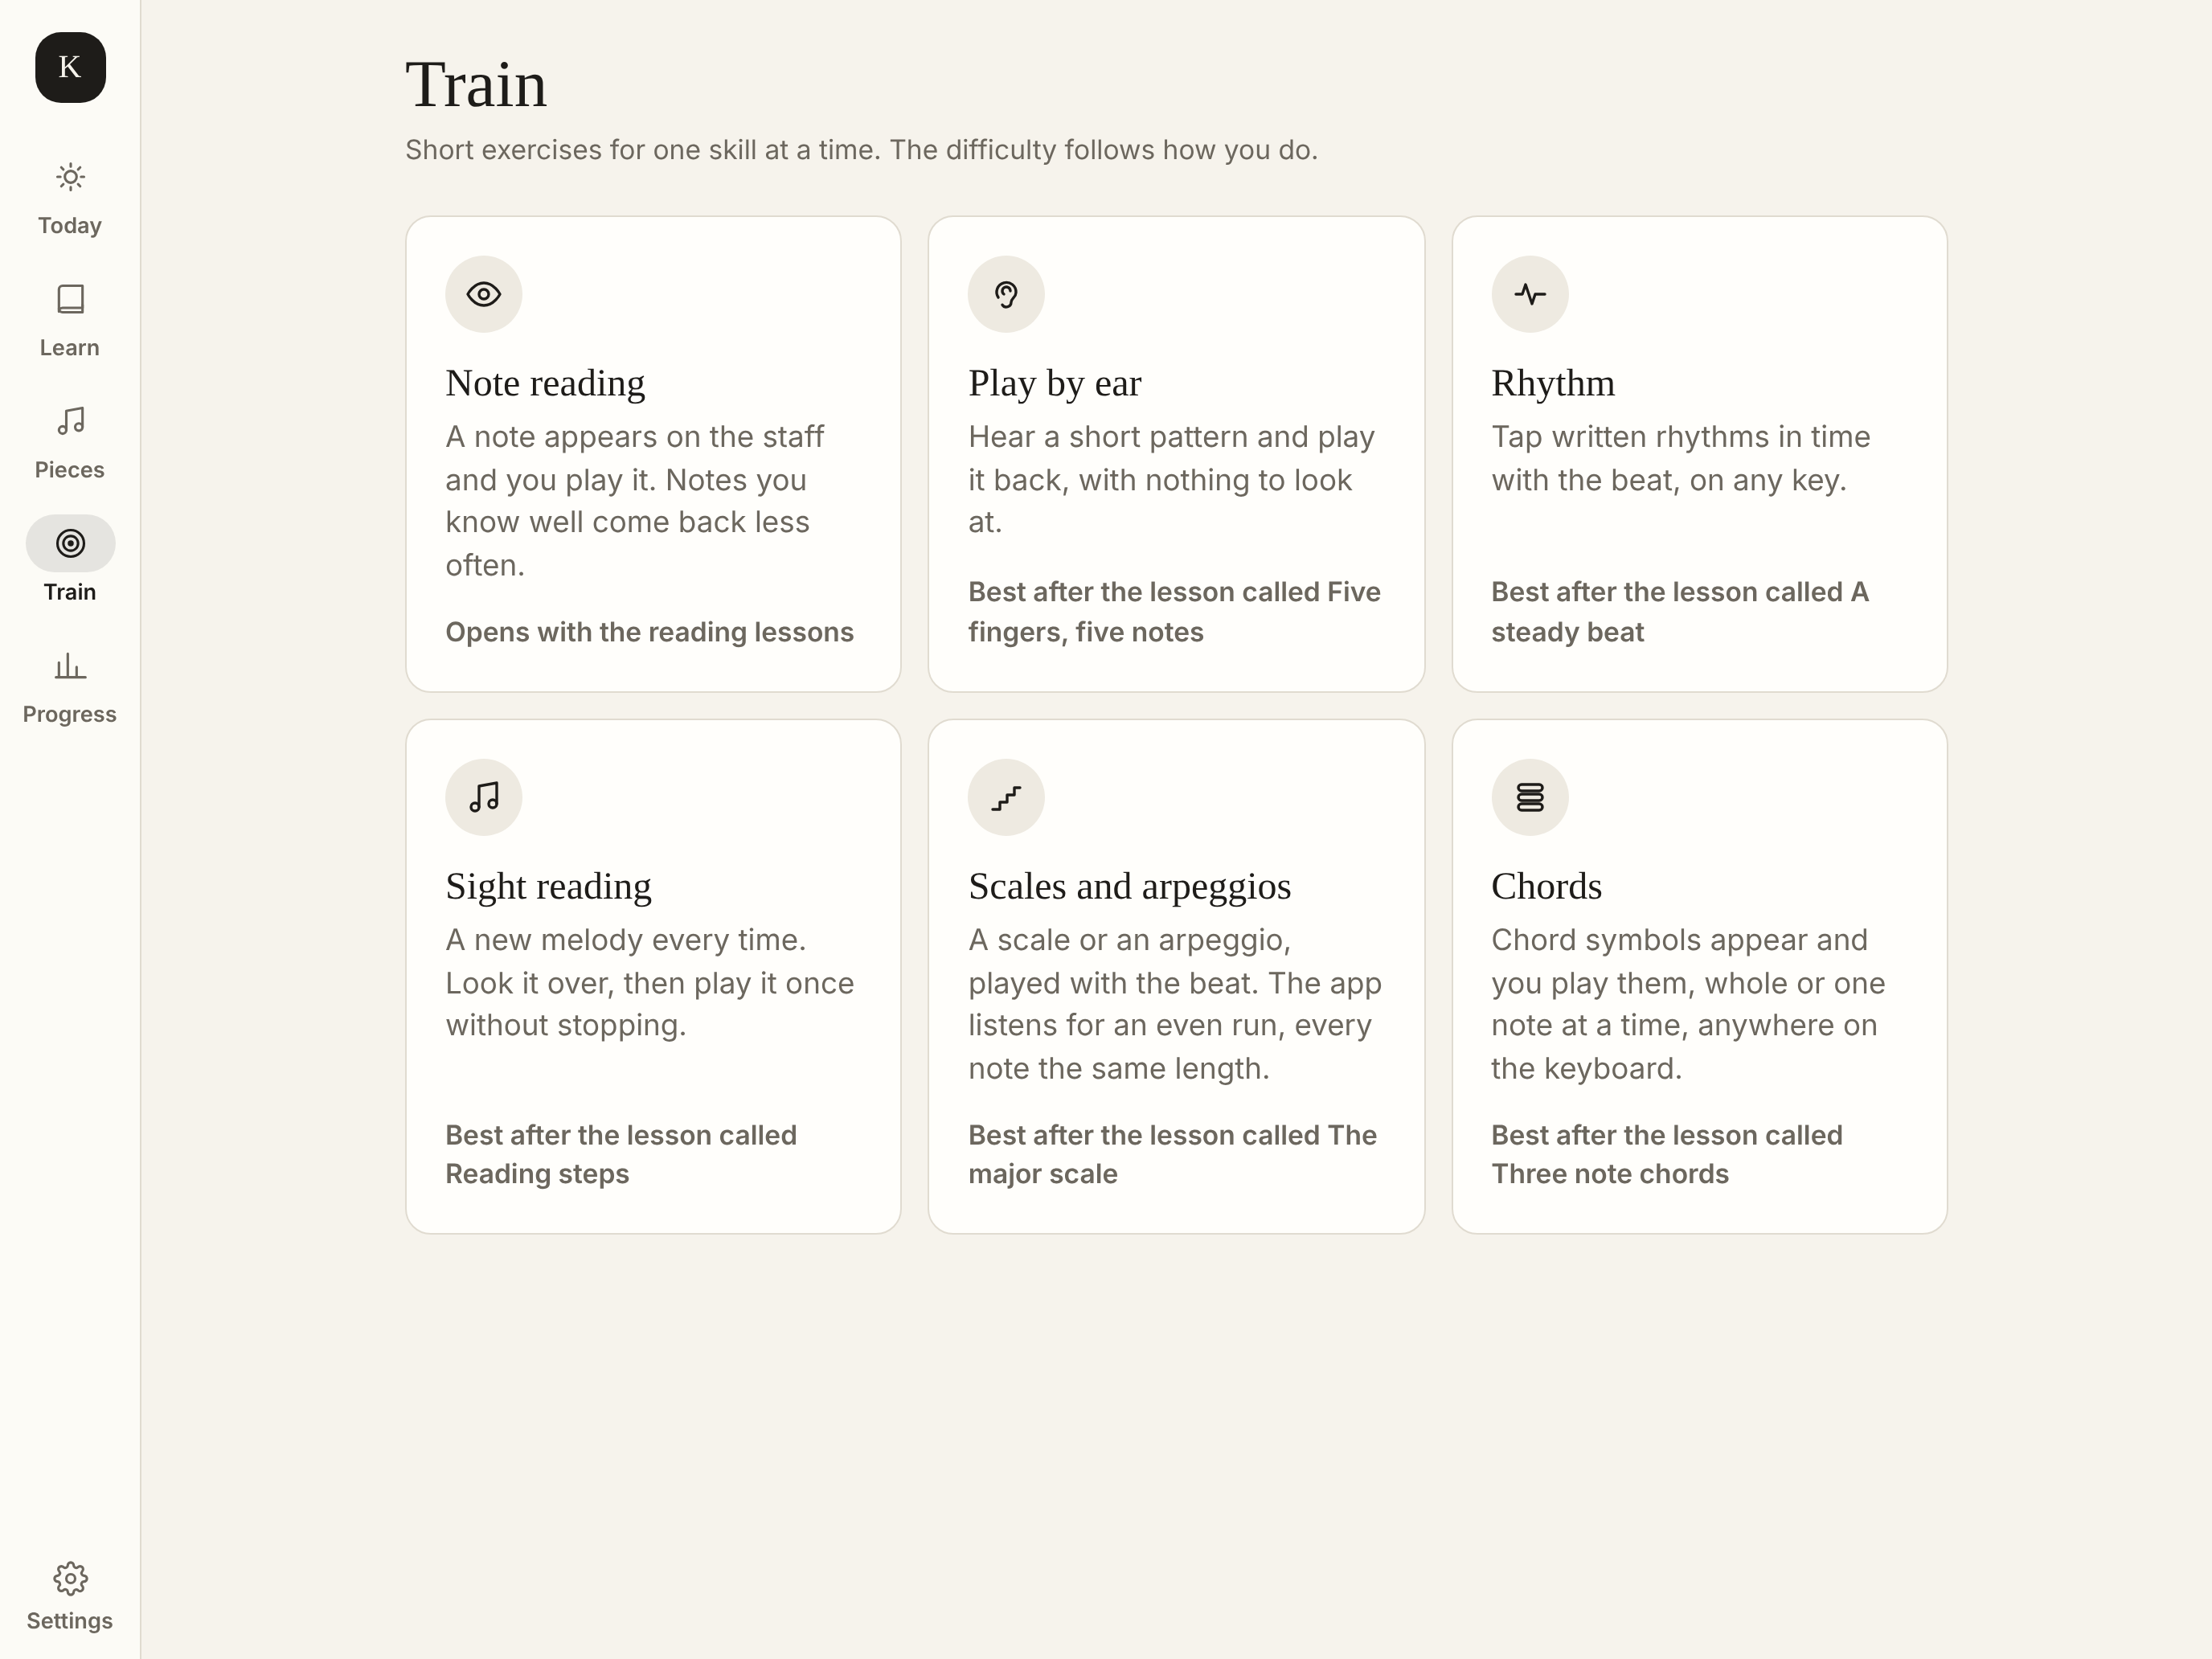 K
Today
Learn
Pieces
Train
Progress
Settings
Train
Short exercises for one skill at a time. The difficulty follows how you do.
Note reading
A note appears on the staff
and you play it. Notes you
know well come back less
often.
Opens with the reading lessons
Play by ear
Hear a short pattern and play
it back, with nothing to look
at.
Best after the lesson called Five
fingers, five notes
Rhythm
Tap written rhythms in time
with the beat, on any key.
Best after the lesson called A
steady beat
Sight reading
A new melody every time.
Look it over, then play it once
without stopping.
Best after the lesson called
Reading steps
Scales and arpeggios
A scale or an arpeggio,
played with the beat. The app
listens for an even run, every
note the same length.
Best after the lesson called The
major scale
Chords
Chord symbols appear and
you play them, whole or one
note at a time, anywhere on
the keyboard.
Best after the lesson called
Three note chords